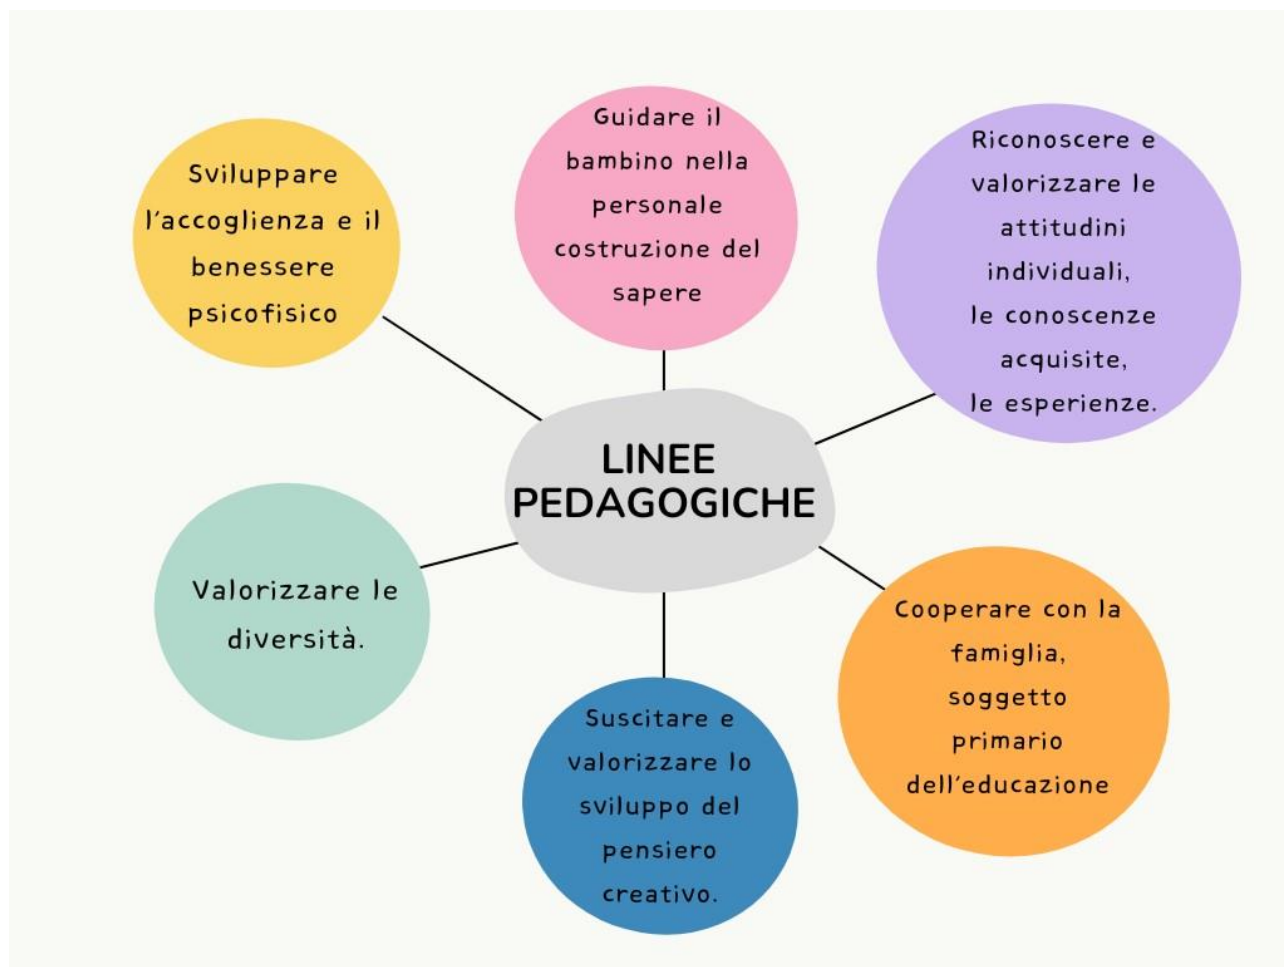 Sviluppare
l'accoglienza e il
benessere
psicofisico
Guidare il
bambino nella
personale
costruzione del
sapere
Riconoscere e
valorizzare le
attitudini
individuali,
le conoscenze
acquisite,
le esperienze.
LINEE
PEDAGOGICHE
Valorizzare le
diversità.
Suscitare e
valorizzare lo
sviluppo del
pensiero
creativo.
Cooperare con la
famiglia,
soggetto
primario
dell'educazione